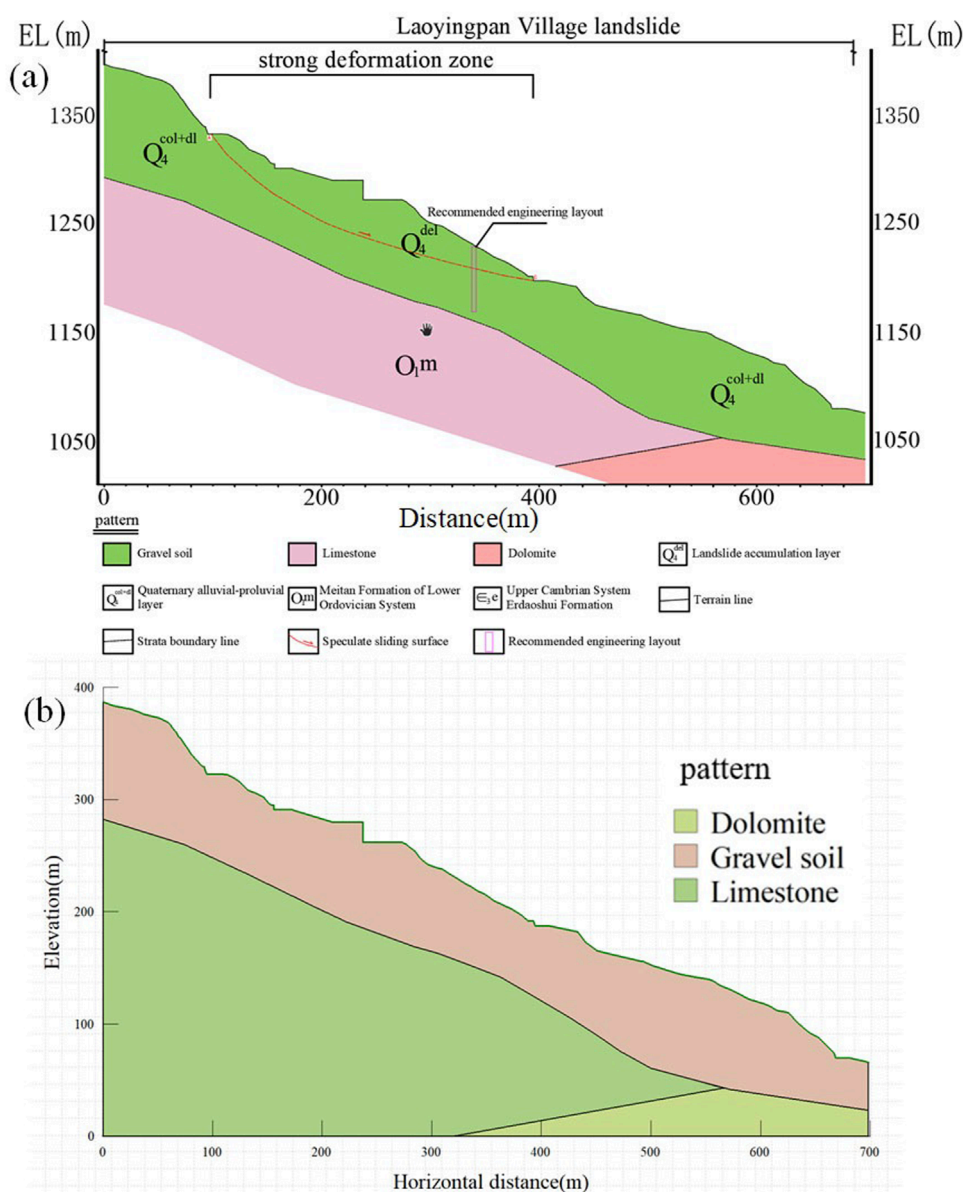 Laoyingpan Village landslide
EL(m)
EL(m)
(a)
strong deformation zone
1350
1250
1150
1050
1350
1250
1150
1050
Q₄ᶜᵒˡ⁺ᵈˡ
Recommended engineering layout
Q₄ᵈᵉˡ
O₁m
Q₄ᶜᵒˡ⁺ᵈˡ
0 200 400 600
Distance(m)
pattern
Gravel soil
Limestone
Dolomite
Q₄ᵈᵉˡ Landslide accumulation layer
Q₄ᶜᵒˡ⁺ᵈˡ Quaternary alluvial-proluvial
layer
O₁m Meitan Formation of Lower
Ordovician System
∈₃e Upper Cambrian System
Erdaoshui Formation
Terrain line
Strata boundary line
Speculate sliding surface
Recommended engineering layout
(b)
400
300
200
100
0
Elevation(m)
pattern
Dolomite
Gravel soil
Limestone
0 100 200 300 400 500 600 700
Horizontal distance(m)